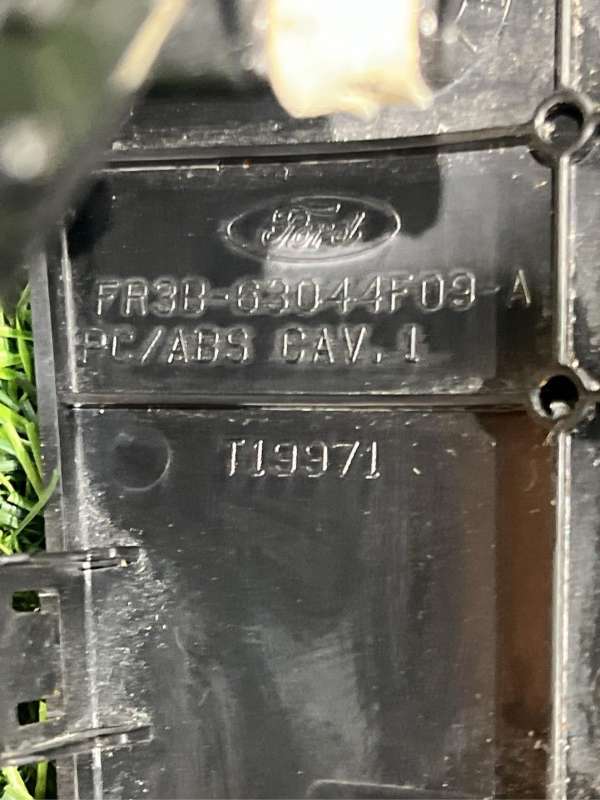 Ford
FR3B-63044F09-A
PC/ABS CAV.1
T19971